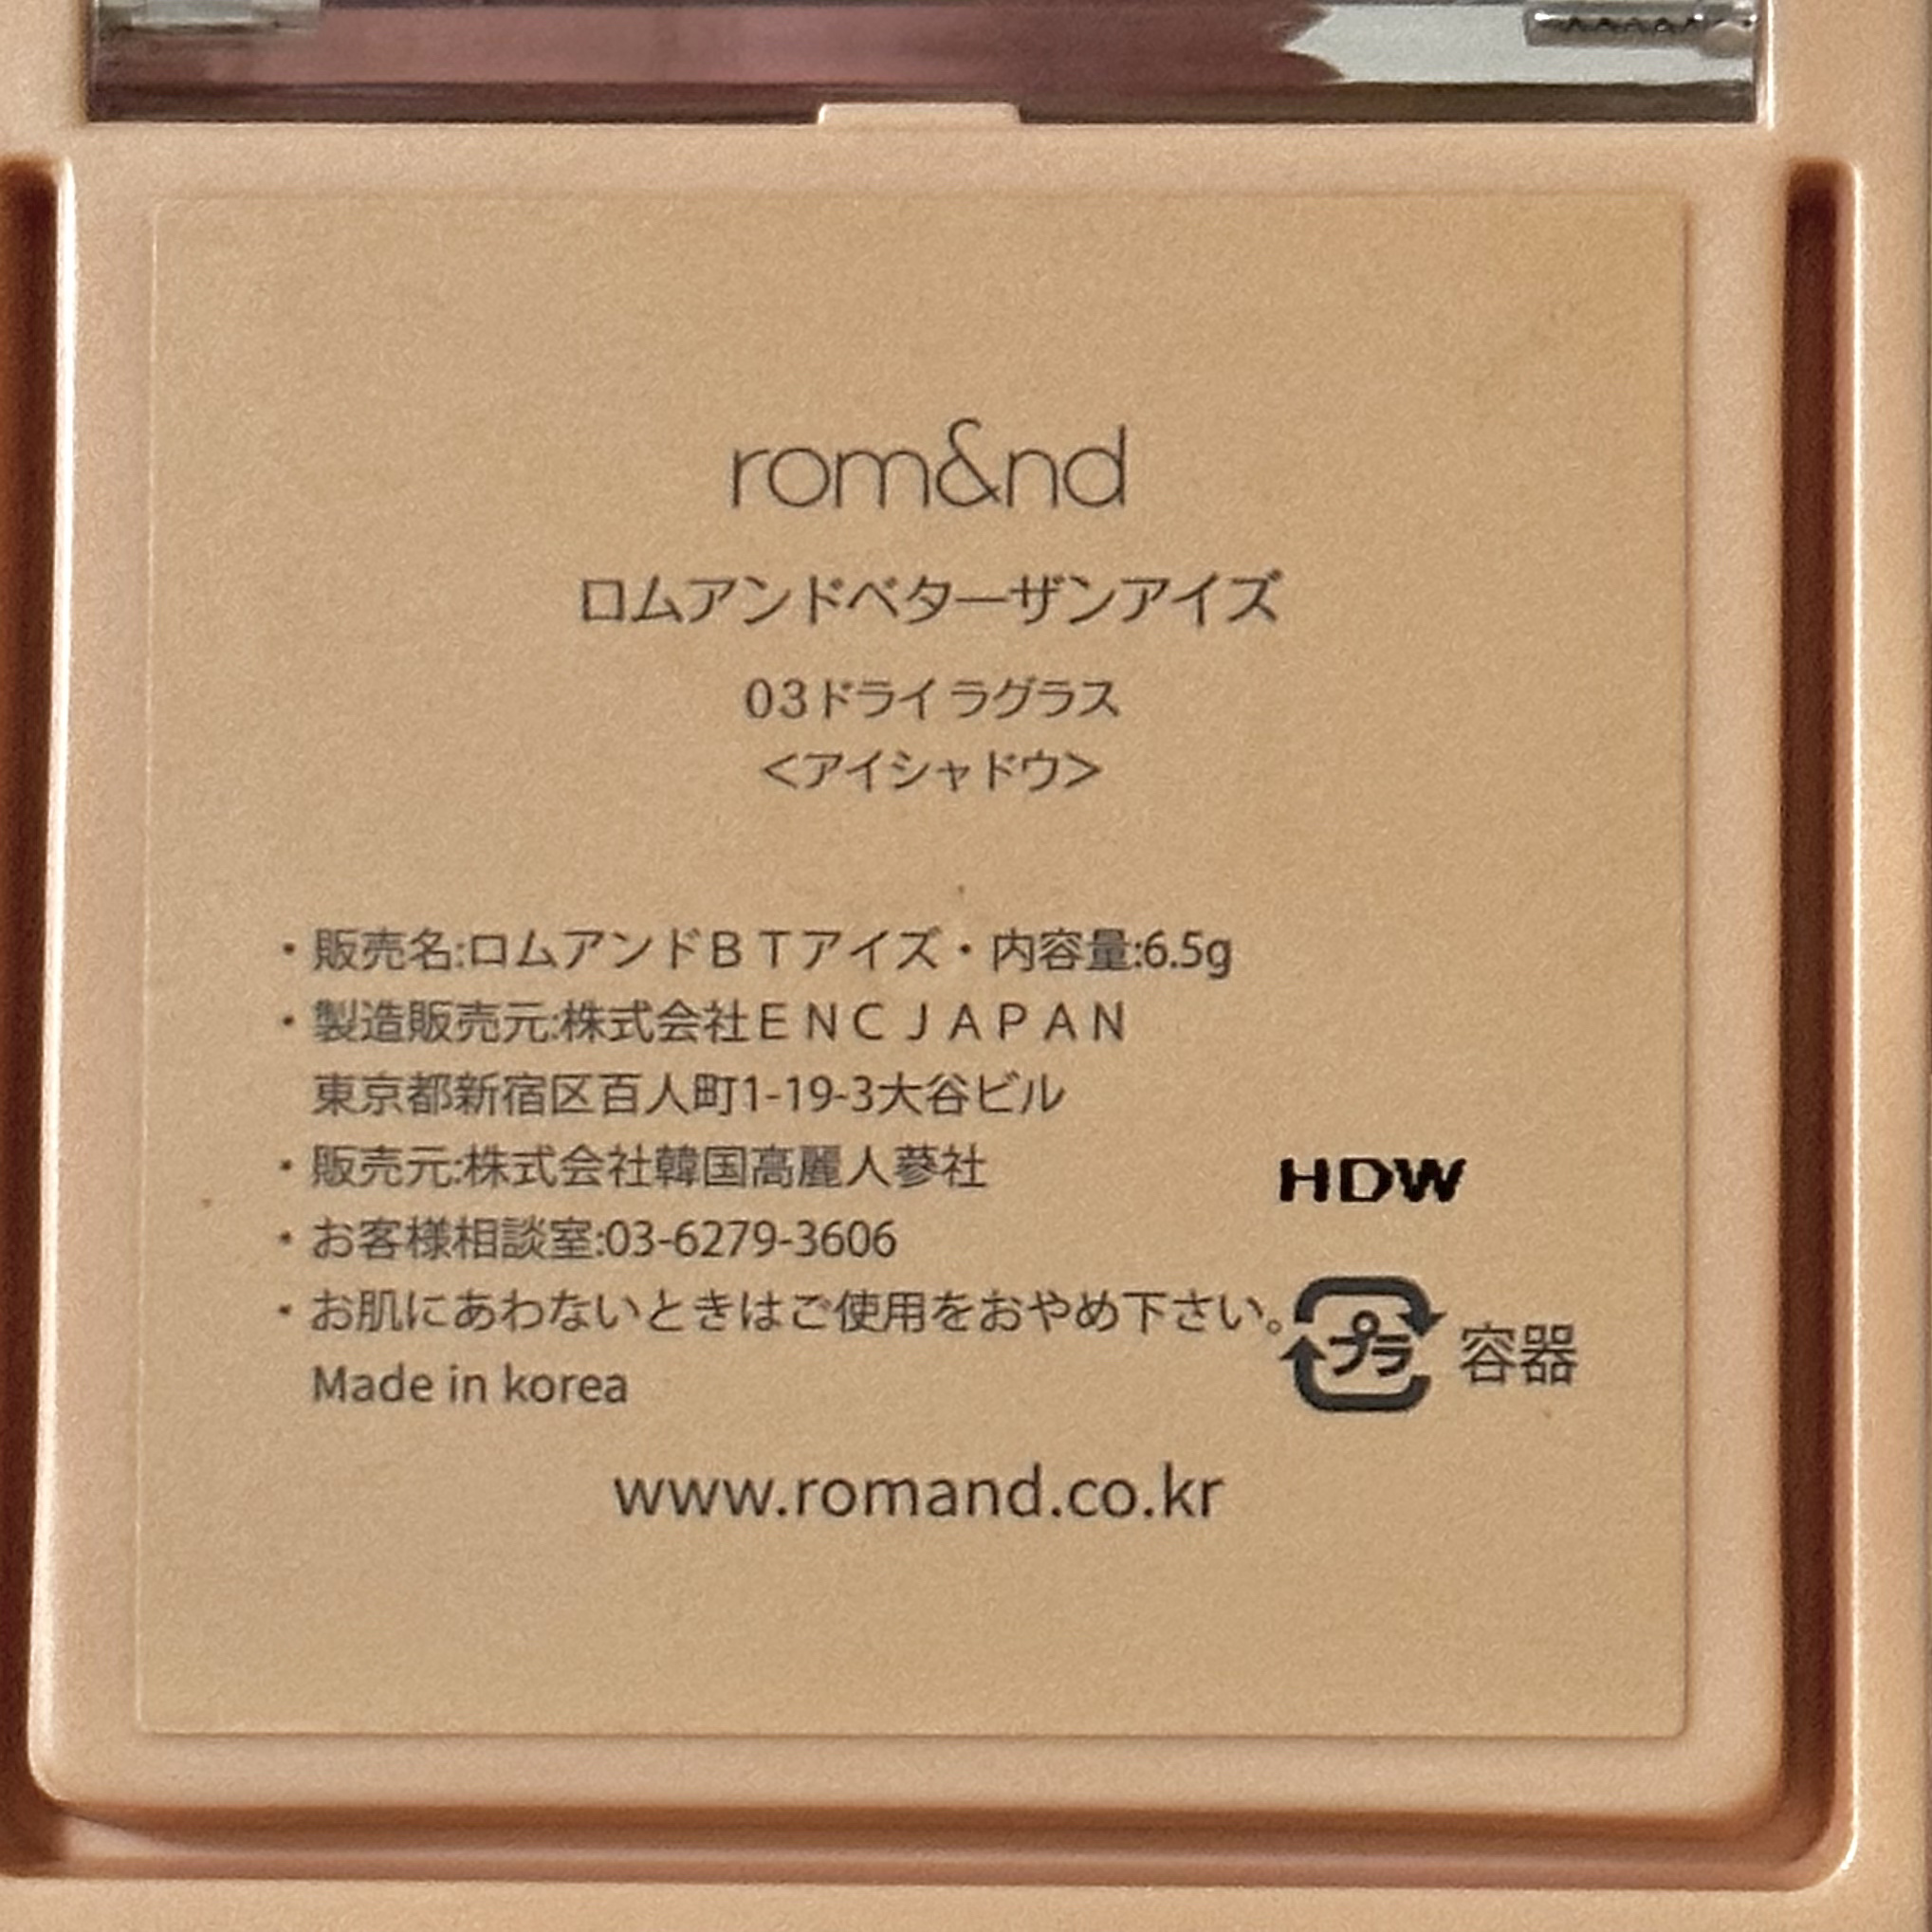 rom&nd
ロムアンドベターザンアイズ
03ドライラグラス
<アイシャドウ>
・販売名:ロムアンドＢＴアイズ・内容量:6.5g
・製造販売元:株式会社ＥＮＣＪＡＰＡＮ
東京都新宿区百人町1-19-3大谷ビル
・販売元:株式会社韓国高麗人蔘社
HDW
・お客様相談室:03-6279-3606
・お肌にあわないときはご使用をおやめ下さい。
プラ 容器
Made in korea
www.romand.co.kr